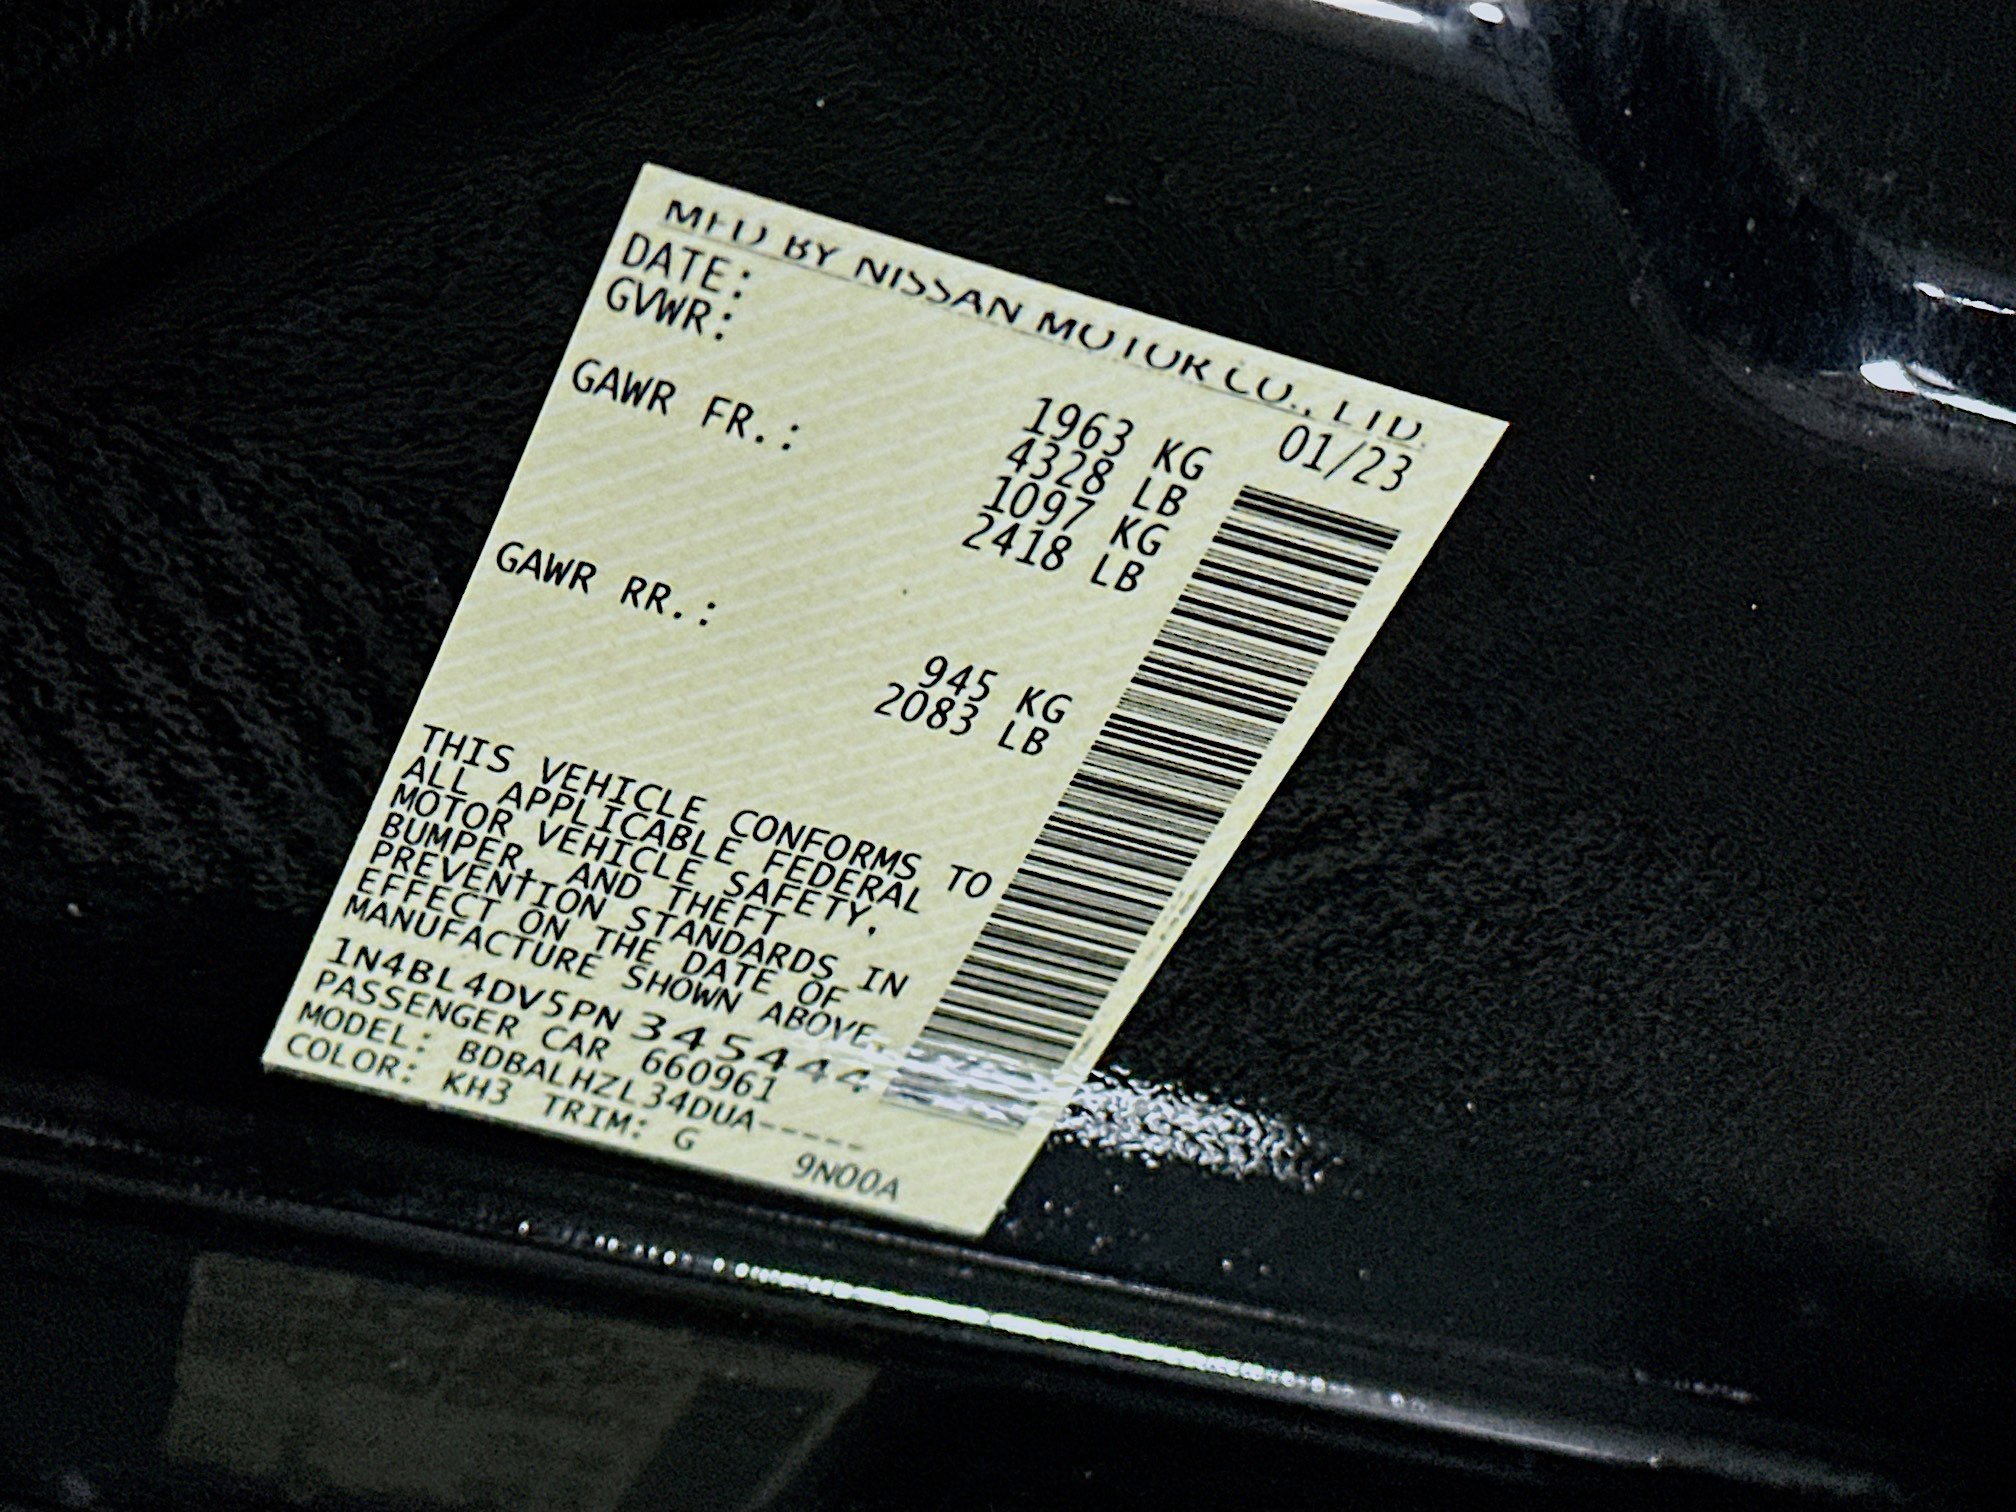 MFD BY NISSAN MOTOR CO., LTD.
DATE: 01/23
GVWR: 1963 KG
4328 LB
GAWR FR.: 1097 KG
2418 LB
GAWR RR.: 945 KG
2083 LB
THIS VEHICLE CONFORMS TO
ALL APPLICABLE FEDERAL
MOTOR VEHICLE SAFETY,
BUMPER, AND THEFT
PREVENTION STANDARDS IN
EFFECT ON THE DATE OF
MANUFACTURE SHOWN ABOVE.
1N4BL4DV5PN345444
PASSENGER CAR 660961
MODEL: BDBALHZL34DUA-----
COLOR: KH3 TRIM: G 9N00A